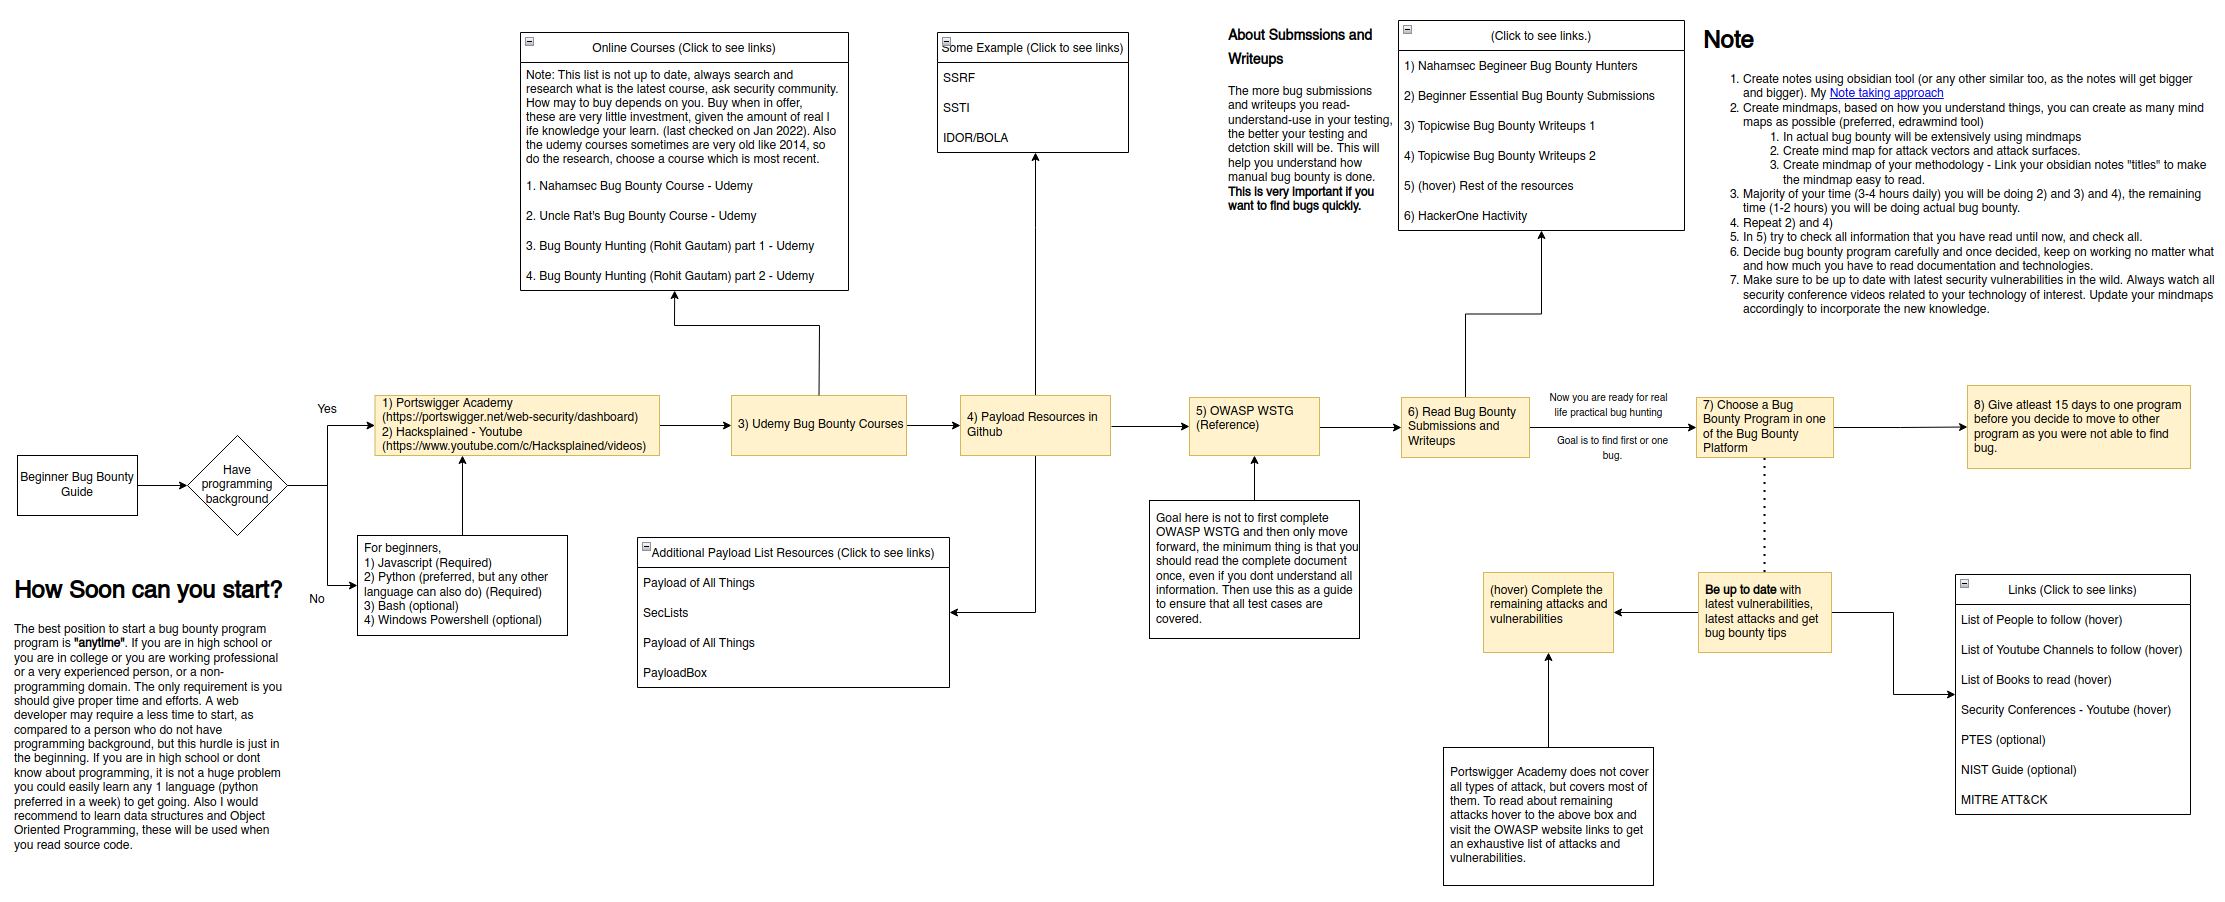 Online Courses (Click to see links)
Note: This list is not up to date, always search and
research what is the latest course, ask security community.
How may to buy depends on you. Buy when in offer,
these are very little investment, given the amount of real l
ife knowledge your learn. (last checked on Jan 2022). Also
the udemy courses sometimes are very old like 2014, so
do the research, choose a course which is most recent.
1. Nahamsec Bug Bounty Course - Udemy
2. Uncle Rat's Bug Bounty Course - Udemy
3. Bug Bounty Hunting (Rohit Gautam) part 1 - Udemy
4. Bug Bounty Hunting (Rohit Gautam) part 2 - Udemy
Some Example (Click to see links)
SSRF
SSTI
IDOR/BOLA
About Submssions and
Writeups
The more bug submissions
and writeups you read-
understand-use in your testing,
the better your testing and
detction skill will be. This will
help you understand how
manual bug bounty is done.
This is very important if you
want to find bugs quickly.
(Click to see links.)
1) Nahamsec Begineer Bug Bounty Hunters
2) Beginner Essential Bug Bounty Submissions
3) Topicwise Bug Bounty Writeups 1
4) Topicwise Bug Bounty Writeups 2
5) (hover) Rest of the resources
6) HackerOne Hactivity
Note
1. Create notes using obsidian tool (or any other similar too, as the notes will get bigger
and bigger). My Note taking approach
2. Create mindmaps, based on how you understand things, you can create as many mind
maps as possible (preferred, edrawmind tool)
1. In actual bug bounty will be extensively using mindmaps
2. Create mind map for attack vectors and attack surfaces.
3. Create mindmap of your methodology - Link your obsidian notes "titles" to make
the mindmap easy to read.
3. Majority of your time (3-4 hours daily) you will be doing 2) and 3) and 4), the remaining
time (1-2 hours) you will be doing actual bug bounty.
4. Repeat 2) and 4)
5. In 5) try to check all information that you have read until now, and check all.
6. Decide bug bounty program carefully and once decided, keep on working no matter what
and how much you have to read documentation and technologies.
7. Make sure to be up to date with latest security vulnerabilities in the wild. Always watch all
security conference videos related to your technology of interest. Update your mindmaps
accordingly to incorporate the new knowledge.
Beginner Bug Bounty
Guide
Have
programming
background
Yes
No
1) Portswigger Academy
(https://portswigger.net/web-security/dashboard)
2) Hacksplained - Youtube
(https://www.youtube.com/c/Hacksplained/videos)
3) Udemy Bug Bounty Courses
4) Payload Resources in
Github
5) OWASP WSTG
(Reference)
6) Read Bug Bounty
Submissions and
Writeups
Now you are ready for real
life practical bug hunting
Goal is to find first or one
bug.
7) Choose a Bug
Bounty Program in one
of the Bug Bounty
Platform
8) Give atleast 15 days to one program
before you decide to move to other
program as you were not able to find
bug.
For beginners,
1) Javascript (Required)
2) Python (preferred, but any other
language can also do) (Required)
3) Bash (optional)
4) Windows Powershell (optional)
How Soon can you start?
The best position to start a bug bounty program
program is "anytime". If you are in high school or
you are in college or you are working professional
or a very experienced person, or a non-
programming domain. The only requirement is you
should give proper time and efforts. A web
developer may require a less time to start, as
compared to a person who do not have
programming background, but this hurdle is just in
the beginning. If you are in high school or dont
know about programming, it is not a huge problem
you could easily learn any 1 language (python
preferred in a week) to get going. Also I would
recommend to learn data structures and Object
Oriented Programming, these will be used when
you read source code.
Additional Payload List Resources (Click to see links)
Payload of All Things
SecLists
Payload of All Things
PayloadBox
Goal here is not to first complete
OWASP WSTG and then only move
forward, the minimum thing is that you
should read the complete document
once, even if you dont understand all
information. Then use this as a guide
to ensure that all test cases are
covered.
(hover) Complete the
remaining attacks and
vulnerabilities
Be up to date with
latest vulnerabilities,
latest attacks and get
bug bounty tips
Links (Click to see links)
List of People to follow (hover)
List of Youtube Channels to follow (hover)
List of Books to read (hover)
Security Conferences - Youtube (hover)
PTES (optional)
NIST Guide (optional)
MITRE ATT&CK
Portswigger Academy does not cover
all types of attack, but covers most of
them. To read about remaining
attacks hover to the above box and
visit the OWASP website links to get
an exhaustive list of attacks and
vulnerabilities.